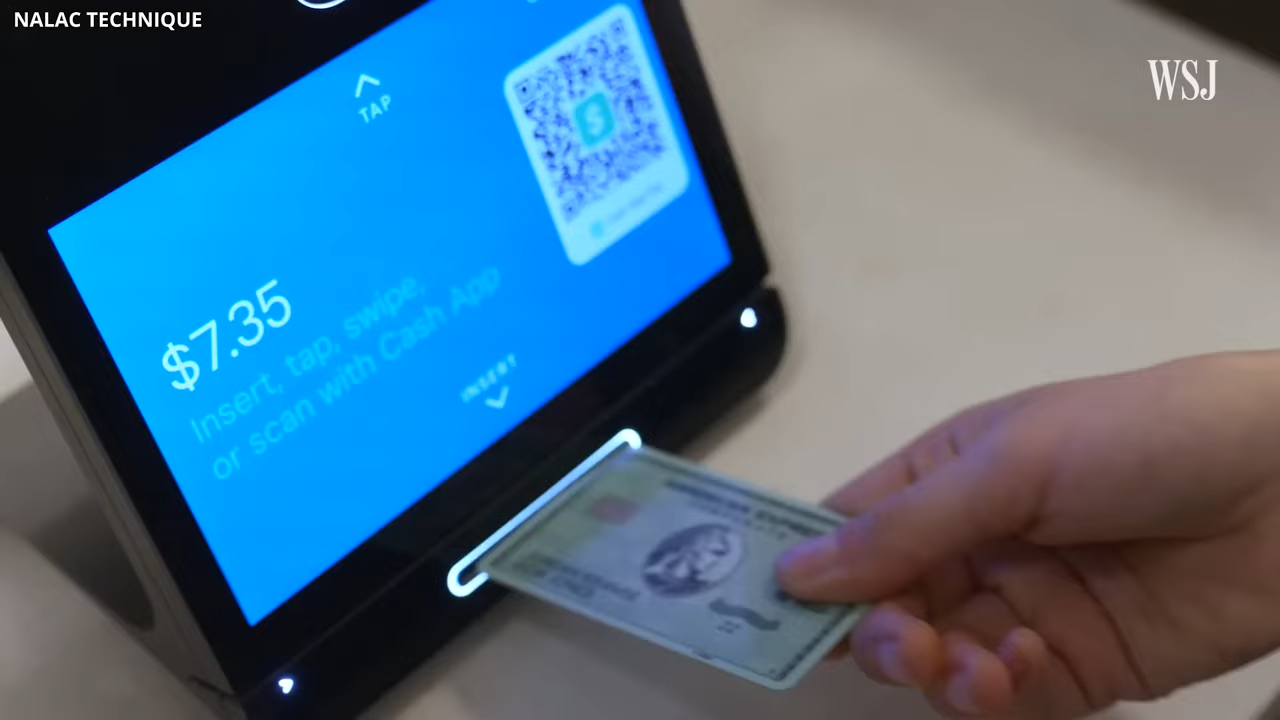 NALAC TECHNIQUE
WSJ
TAP
$7.35
Insert, tap, swipe,
or scan with Cash App
INSERT
AMERICAN EXPRESS